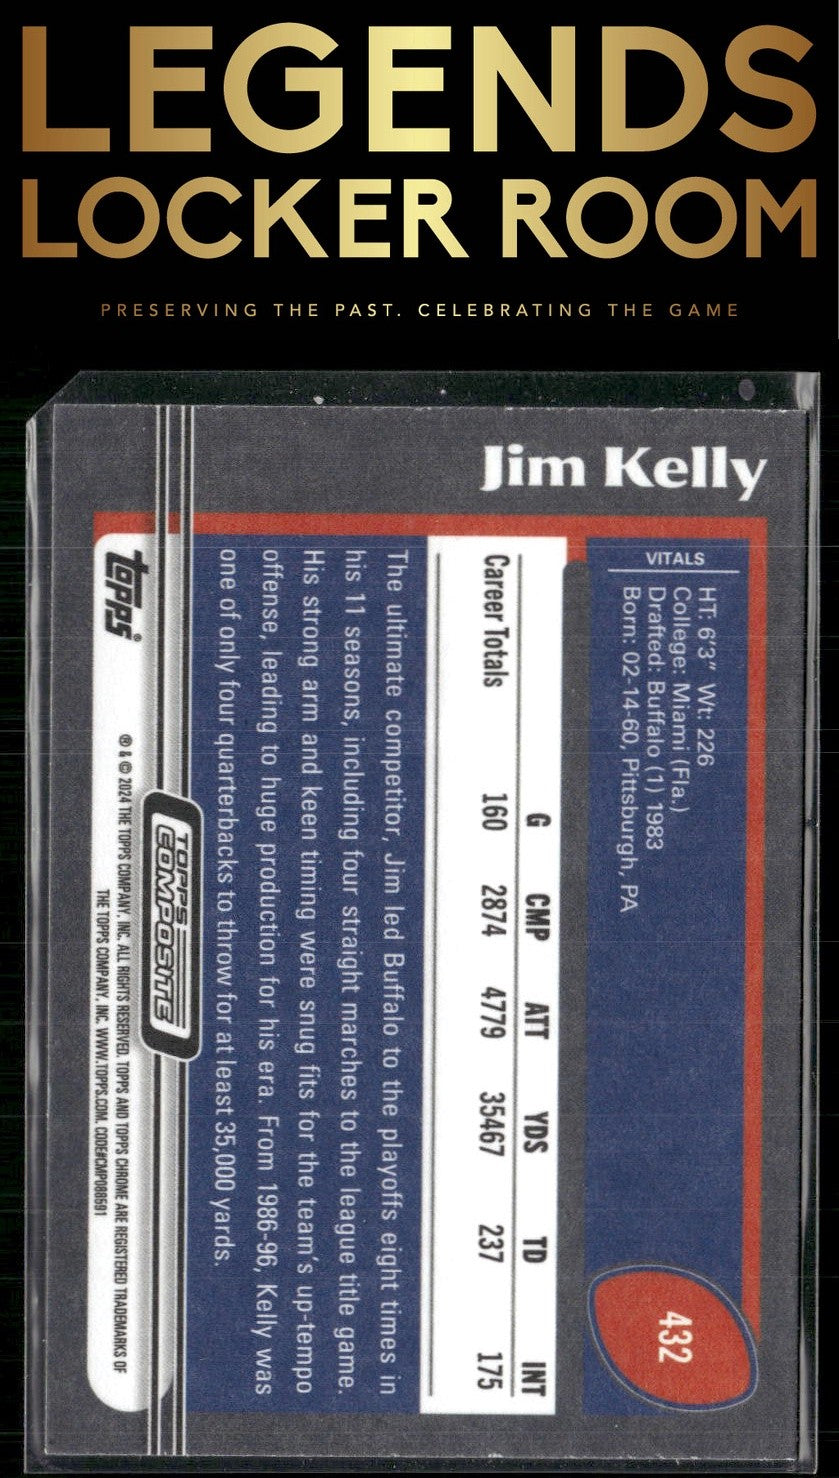 LEGENDS
LOCKER ROOM
PRESERVING THE PAST. CELEBRATING THE GAME
Jim Kelly
432
VITALS
HT: 6'3" Wt: 226
College: Miami (Fla.)
Drafted: Buffalo (1) 1983
Born: 02-14-60, Pittsburgh, PA
G CMP ATT YDS TD INT
Career Totals 160 2874 4779 35467 237 175
The ultimate competitor, Jim led Buffalo to the playoffs eight times in
his 11 seasons, including four straight marches to the league title game.
His strong arm and keen timing were snug fits for the team's up-tempo
offense, leading to huge production for his era. From 1986-96, Kelly was
one of only four quarterbacks to throw for at least 35,000 yards.
TOPPS
COMPOSITE
topps®
® & © 2024 THE TOPPS COMPANY, INC. ALL RIGHTS RESERVED. TOPPS AND TOPPS CHROME ARE REGISTERED TRADEMARKS OF
THE TOPPS COMPANY, INC. WWW.TOPPS.COM. CODE#CMP088591